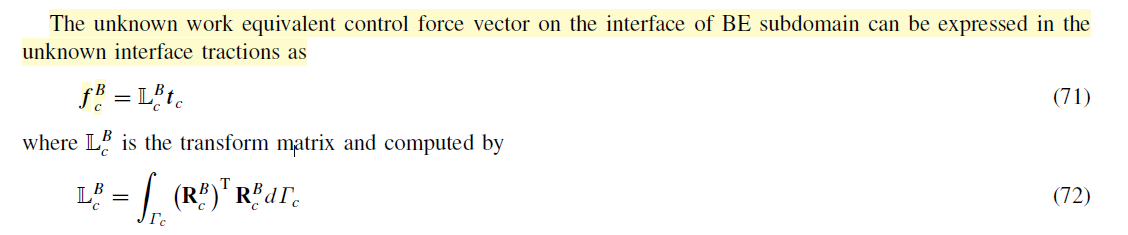 The unknown work equivalent control force vector on the interface of BE subdomain can be expressed in the
unknown interface tractions as
f_c^B = 𝕃_c^B t_c (71)
where 𝕃_c^B is the transform matrix and computed by
𝕃_c^B = ∫_{Γ_c} (R_c^B)^T R_c^B dΓ_c (72)